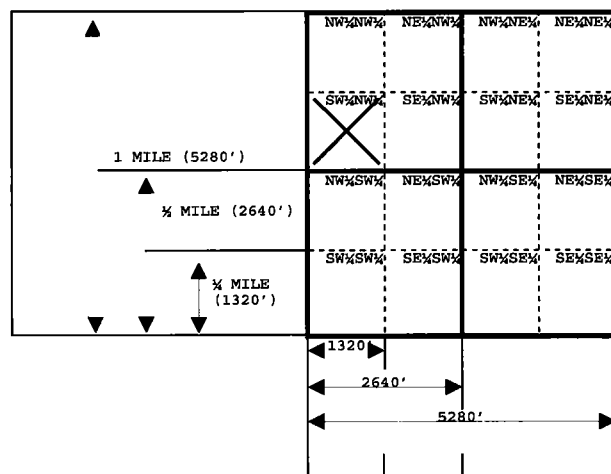 NW¼NW¼ NE¼NW¼ NW¼NE¼ NE¼NE¼
SW¼NW¼ SE¼NW¼ SW¼NE¼ SE¼NE¼
1 MILE (5280')
NW¼SW¼ NE¼SW¼ NW¼SE¼ NE¼SE¼
½ MILE (2640')
SW¼SW¼ SE¼SW¼ SW¼SE¼ SE¼SE¼
¼ MILE
(1320')
1320'
2640'
5280'